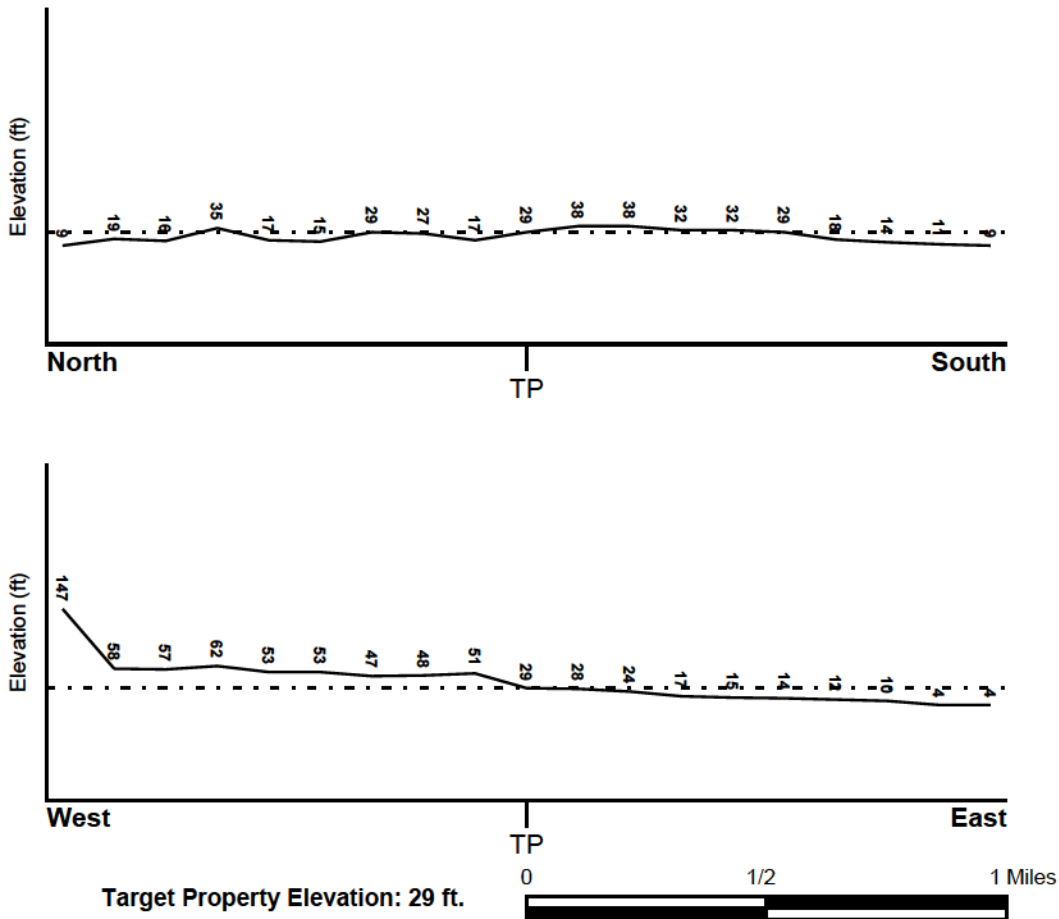 Elevation (ft)
9 19 16 35 17 15 29 27 17 29 38 38 32 32 29 18 14 11 9
North South
TP
Elevation (ft)
147 58 57 62 53 53 47 48 51 29 28 24 17 15 14 12 10 4 4
West East
TP
Target Property Elevation: 29 ft.
0 1/2 1 Miles